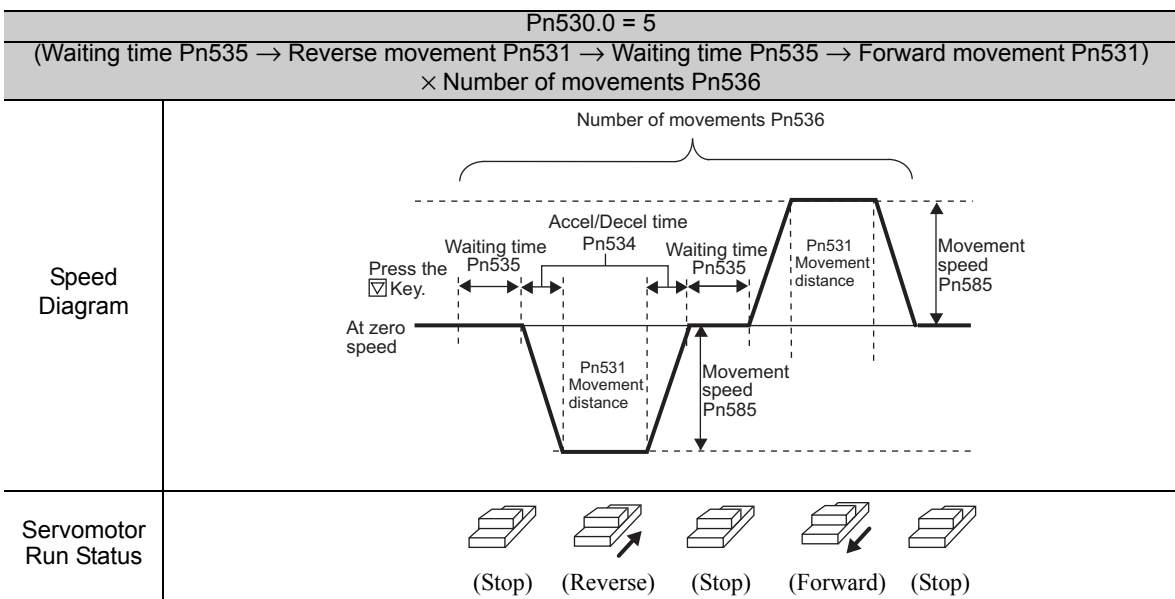 Pn530.0 = 5
(Waiting time Pn535 → Reverse movement Pn531 → Waiting time Pn535 → Forward movement Pn531)
× Number of movements Pn536
Speed
Diagram
Number of movements Pn536
Accel/Decel time
Pn534
Waiting time
Pn535
Waiting time
Pn535
Press the
▽ Key.
At zero
speed
Pn531
Movement
distance
Movement
speed
Pn585
Pn531
Movement
distance
Movement
speed
Pn585
Servomotor
Run Status
(Stop) (Reverse) (Stop) (Forward) (Stop)